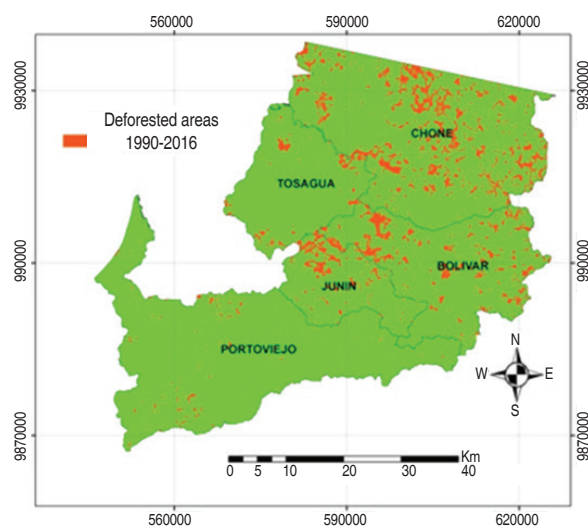 560000 590000 620000
9930000 9930000
Deforested areas
1990-2016
CHONE
TOSAGUA
990000 990000
BOLIVAR
JUNIN
PORTOVIEJO
N
W E
S
9870000 9870000
Km
0 5 10 20 30 40
560000 590000 620000